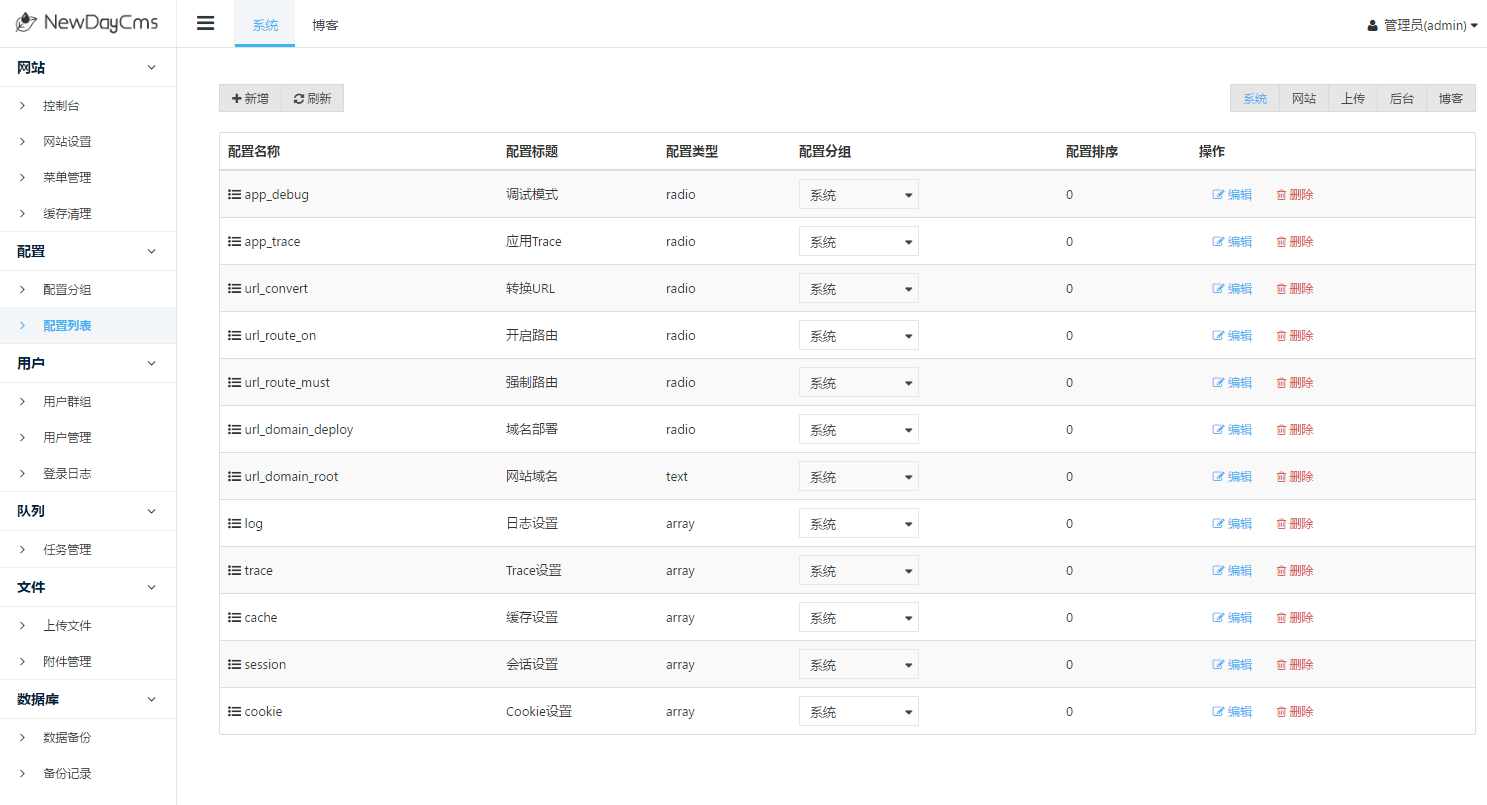 NewDayCms
系统 博客
管理员(admin)
网站
控制台
网站设置
菜单管理
缓存清理
配置
配置分组
配置列表
用户
用户群组
用户管理
登录日志
队列
任务管理
文件
上传文件
附件管理
数据库
数据备份
备份记录
新增 刷新
系统 网站 上传 后台 博客
配置名称 配置标题 配置类型 配置分组 配置排序 操作
app_debug 调试模式 radio 系统 0 编辑 删除
app_trace 应用Trace radio 系统 0 编辑 删除
url_convert 转换URL radio 系统 0 编辑 删除
url_route_on 开启路由 radio 系统 0 编辑 删除
url_route_must 强制路由 radio 系统 0 编辑 删除
url_domain_deploy 域名部署 radio 系统 0 编辑 删除
url_domain_root 网站域名 text 系统 0 编辑 删除
log 日志设置 array 系统 0 编辑 删除
trace Trace设置 array 系统 0 编辑 删除
cache 缓存设置 array 系统 0 编辑 删除
session 会话设置 array 系统 0 编辑 删除
cookie Cookie设置 array 系统 0 编辑 删除